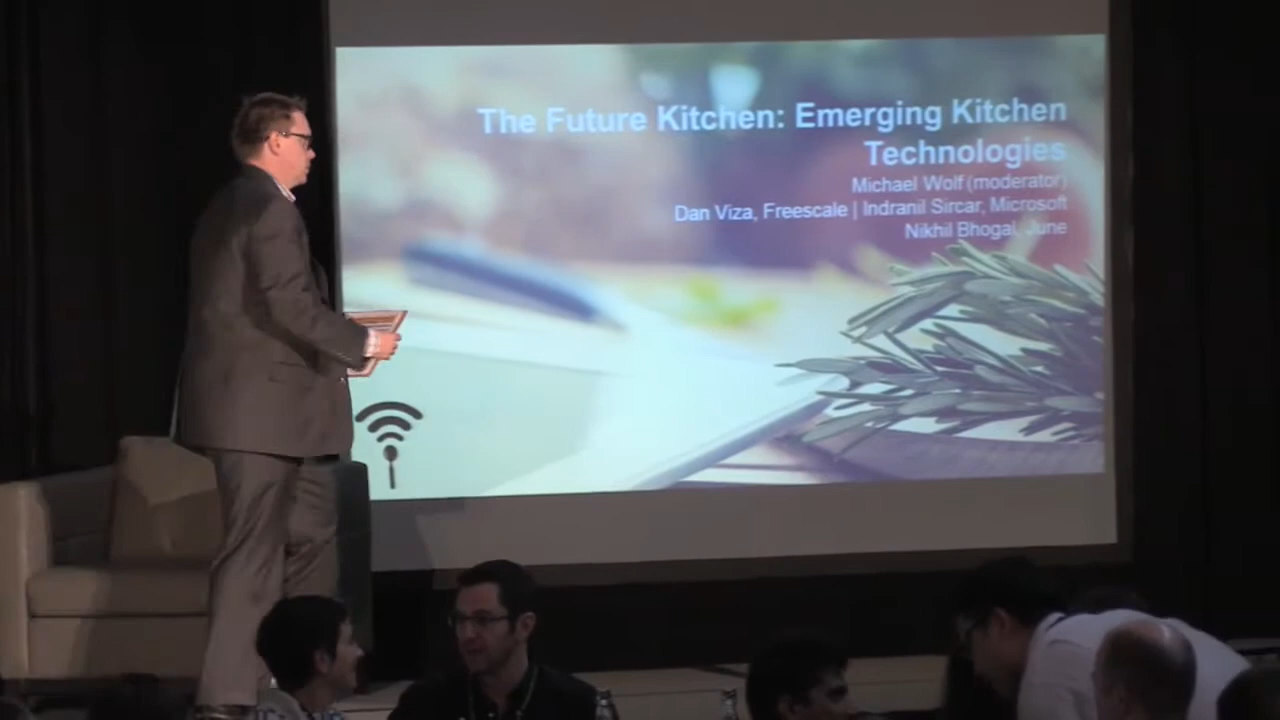 The Future Kitchen: Emerging Kitchen
Technologies
Michael Wolf (moderator)
Dan Viza, Freescale | Indranil Sircar, Microsoft
Nikhil Bhogal, June